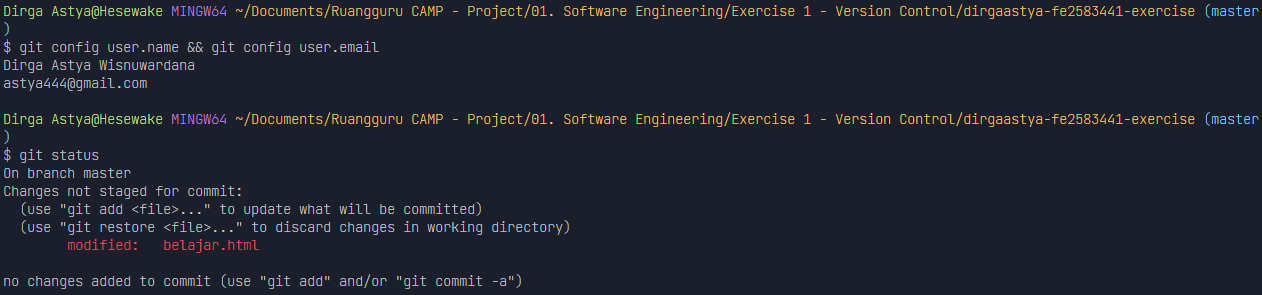 Dirga Astya@Hesewake MINGW64 ~/Documents/Ruangguru CAMP - Project/01. Software Engineering/Exercise 1 - Version Control/dirgaastya-fe2583441-exercise (master
)
$ git config user.name && git config user.email
Dirga Astya Wisnuwardana
astya444@gmail.com
Dirga Astya@Hesewake MINGW64 ~/Documents/Ruangguru CAMP - Project/01. Software Engineering/Exercise 1 - Version Control/dirgaastya-fe2583441-exercise (master
)
$ git status
On branch master
Changes not staged for commit:
  (use "git add <file>..." to update what will be committed)
  (use "git restore <file>..." to discard changes in working directory)
        modified:   belajar.html
no changes added to commit (use "git add" and/or "git commit -a")